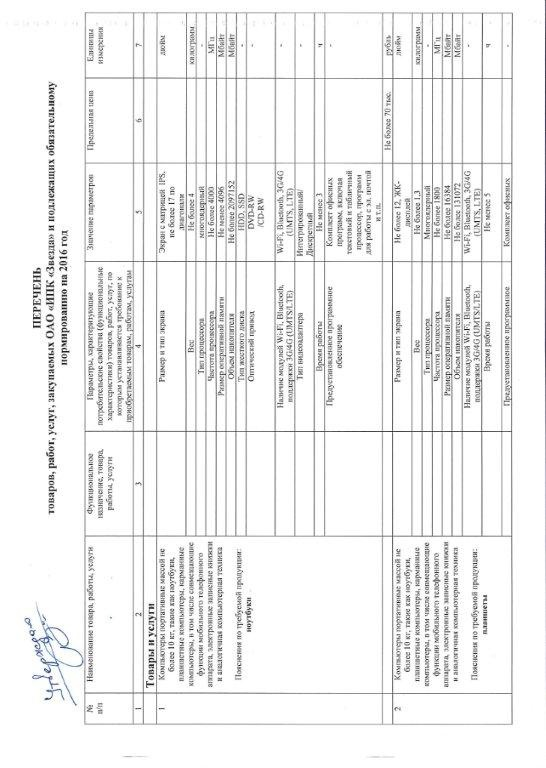 Утверждаю
ПЕРЕЧЕНЬ
товаров, работ, услуг, закупаемых ОАО «ИПК «Звезда» и подлежащих обязательному
нормированию на 2016 год
№
п/п
Наименование товара, работы, услуги
Функциональное
назначение, товара,
работы, услуги
Параметры, характеризующие
потребительские свойства (функциональные
характеристики) товаров, работ, услуг, по
которым устанавливается требование к
приобретаемым товарам, работам, услугам
Значение параметров
Предельная цена
Единицы
измерения
1
2
3
4
5
6
7
Товары и услуги
1
Компьютеры портативные массой не
более 10 кг, такие как ноутбуки,
планшетные компьютеры, карманные
компьютеры, в том числе совмещающие
функции мобильного телефонного
аппарата, электронные записные книжки
и аналогичная компьютерная техника
Пояснения по требуемой продукции:
ноутбуки
Размер и тип экрана
Экран с матрицей IPS,
не более 17 по
диагонали
дюйм
Вес
Не более 4
килограмм
Тип процессора
многоядерный
-
Частота процессора
Не более 4000
МГц
Размер оперативной памяти
Не менее 4096
Мбайт
Объем накопителя
Не более 2097152
Мбайт
Тип жесткого диска
HDD, SSD
-
Оптический привод
DVD-RW
/CD-RW
-
Наличие модулей Wi-Fi, Bluetooth,
поддержки 3G/4G (UMTS/LTE)
Wi-Fi, Bluetooth, 3G/4G
(UMTS, LTE)
-
Тип видеоадаптера
Интегрированный/
Дискретный
-
Время работы
Не менее 3
ч
Предустановленное программное
обеспечение
Комплект офисных
программ, включая
текстовый и табличный
процессор, программ
для работы с эл. почтой
и т.п.
-
Не более 70 тыс.
рубль
2
Компьютеры портативные массой не
более 10 кг, такие как ноутбуки,
планшетные компьютеры, карманные
компьютеры, в том числе совмещающие
функции мобильного телефонного
аппарата, электронные записные книжки
и аналогичная компьютерная техника
Пояснения по требуемой продукции:
планшеты
Размер и тип экрана
Не более 12, ЖК-
дисплей
дюйм
Вес
Не более 1,3
килограмм
Тип процессора
Многоядерный
-
Частота процессора
Не более 1800
МГц
Размер оперативной памяти
Не более 16384
Мбайт
Объем накопителя
Не более 131072
Мбайт
Наличие модулей Wi-Fi, Bluetooth,
поддержки 3G/4G (UMTS/LTE)
Wi-Fi, Bluetooth, 3G/4G
(UMTS, LTE)
-
Время работы
Не менее 5
ч
Предустановленное программное
Комплект офисных
-